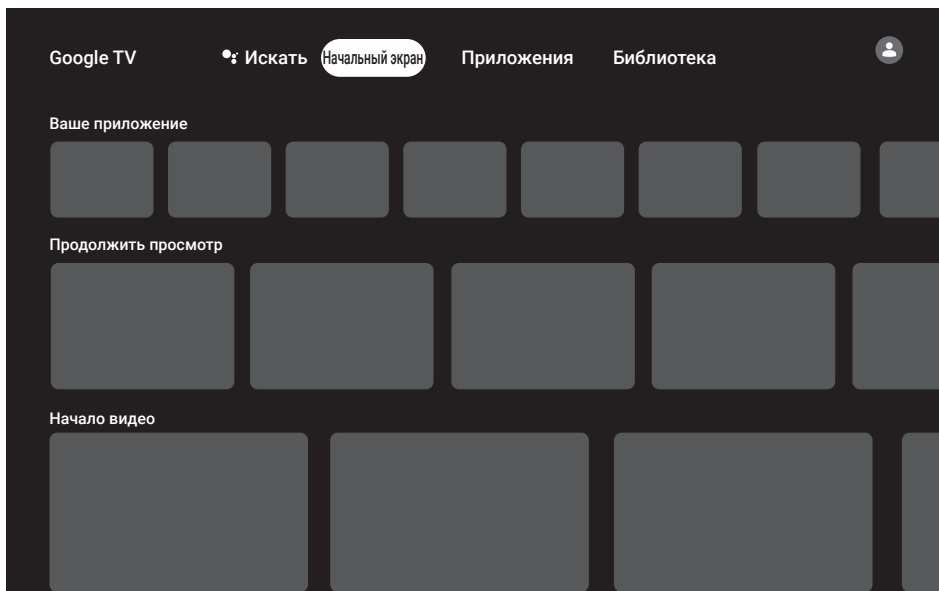 Google TV Искать Начальный экран Приложения Библиотека
Ваше приложение
Продолжить просмотр
Начало видео